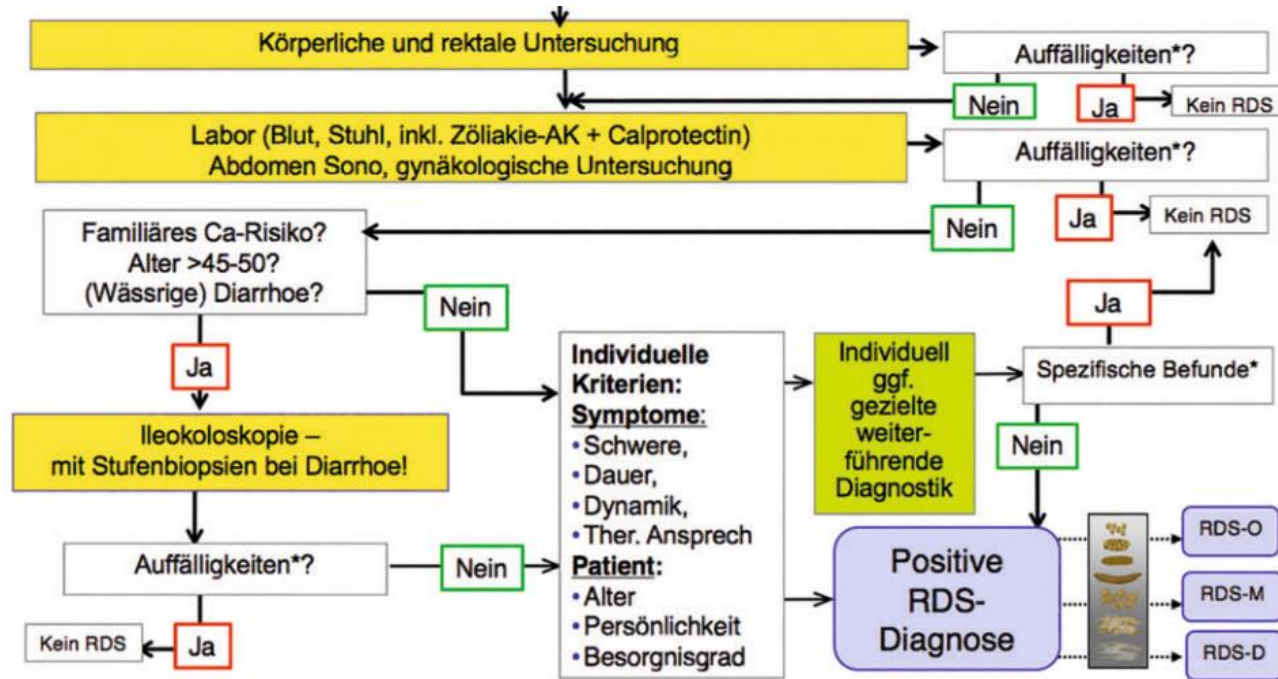 Körperliche und rektale Untersuchung
Auffälligkeiten*?
Nein
Ja
Kein RDS
Labor (Blut, Stuhl, inkl. Zöliakie-AK + Calprotectin)
Abdomen Sono, gynäkologische Untersuchung
Auffälligkeiten*?
Nein
Ja
Kein RDS
Familiäres Ca-Risiko?
Alter >45-50?
(Wässrige) Diarrhoe?
Nein
Ja
Ileokoloskopie –
mit Stufenbiopsien bei Diarrhoe!
Auffälligkeiten*?
Nein
Ja
Kein RDS
Individuelle
Kriterien:
Symptome:
• Schwere,
• Dauer,
• Dynamik,
• Ther. Ansprech
Patient:
• Alter
• Persönlichkeit
• Besorgnisgrad
Individuell
ggf.
gezielte
weiter-
führende
Diagnostik
Spezifische Befunde*
Ja
Nein
Positive
RDS-
Diagnose
RDS-O
RDS-M
RDS-D